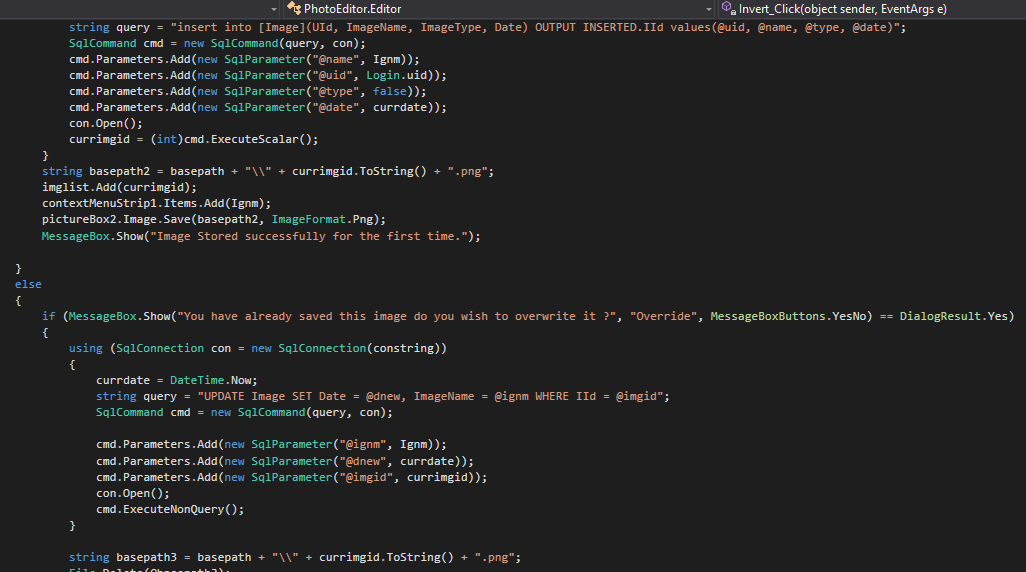 PhotoEditor.Editor
Invert_Click(object sender, EventArgs e)
string query = "insert into [Image](UId, ImageName, ImageType, Date) OUTPUT INSERTED.IId values(@uid, @name, @type, @date)";
SqlCommand cmd = new SqlCommand(query, con);
cmd.Parameters.Add(new SqlParameter("@name", Ignm));
cmd.Parameters.Add(new SqlParameter("@uid", Login.uid));
cmd.Parameters.Add(new SqlParameter("@type", false));
cmd.Parameters.Add(new SqlParameter("@date", currdate));
con.Open();
currimgid = (int)cmd.ExecuteScalar();
}
string basepath2 = basepath + "\\" + currimgid.ToString() + ".png";
imglist.Add(currimgid);
contextMenuStrip1.Items.Add(Ignm);
pictureBox2.Image.Save(basepath2, ImageFormat.Png);
MessageBox.Show("Image Stored successfully for the first time.");
}
else
{
if (MessageBox.Show("You have already saved this image do you wish to overwrite it ?", "Override", MessageBoxButtons.YesNo) == DialogResult.Yes)
{
using (SqlConnection con = new SqlConnection(constring))
{
currdate = DateTime.Now;
string query = "UPDATE Image SET Date = @dnew, ImageName = @ignm WHERE IId = @imgid";
SqlCommand cmd = new SqlCommand(query, con);
cmd.Parameters.Add(new SqlParameter("@ignm", Ignm));
cmd.Parameters.Add(new SqlParameter("@dnew", currdate));
cmd.Parameters.Add(new SqlParameter("@imgid", currimgid));
con.Open();
cmd.ExecuteNonQuery();
}
string basepath3 = basepath + "\\" + currimgid.ToString() + ".png";